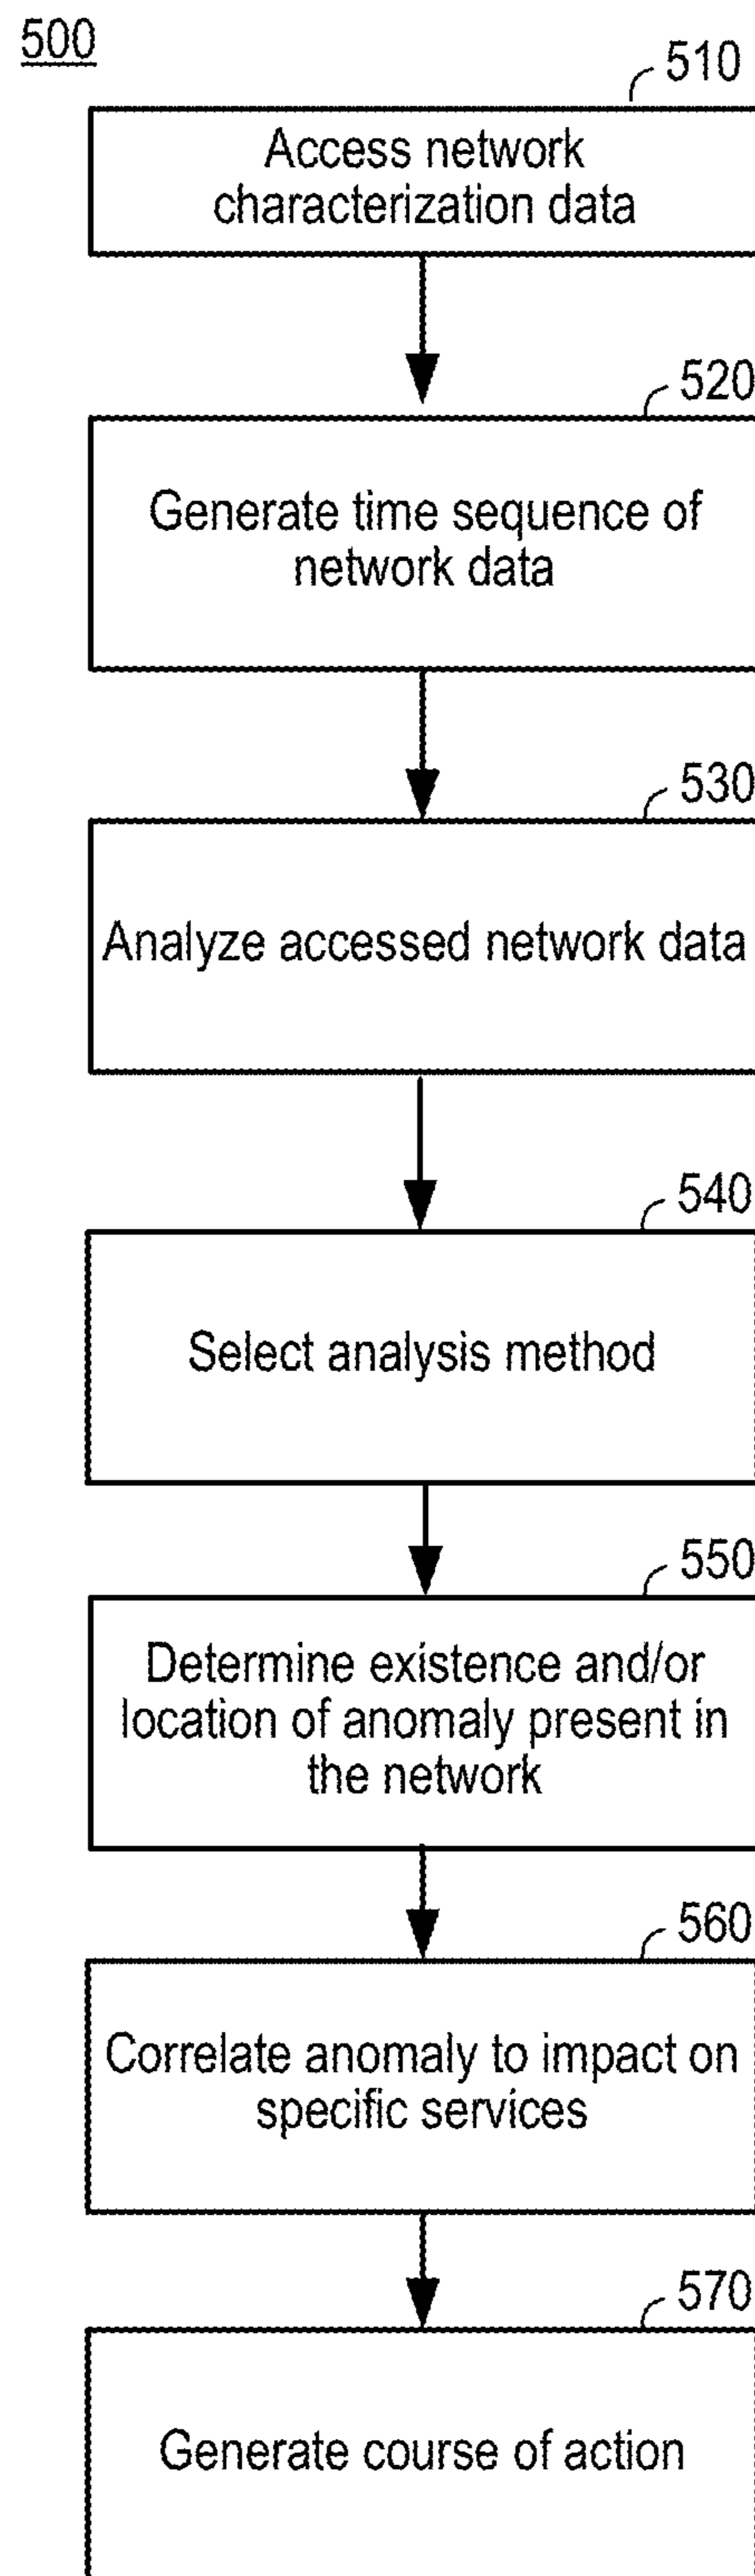 500
510
Access network
characterization data
520
Generate time sequence of
network data
530
Analyze accessed network data
540
Select analysis method
550
Determine existence and/or
location of anomaly present in
the network
560
Correlate anomaly to impact on
specific services
570
Generate course of action